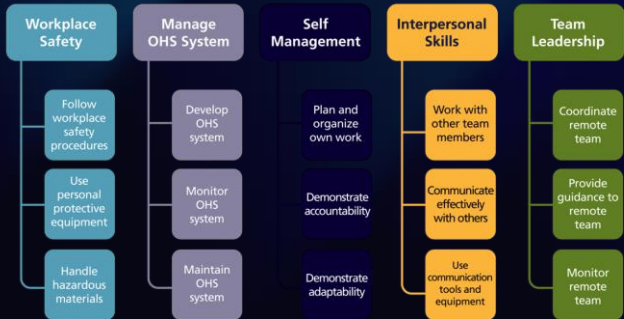 Workplace
Safety
Follow
workplace
safety
procedures
Use
personal
protective
equipment
Handle
hazardous
materials
Manage
OHS System
Develop
OHS
system
Monitor
OHS system
Maintain
OHS system
Self
Management
Plan and
organize
own work
Demonstrate
accountability
Demonstrate
adaptability
Interpersonal
Skills
Work with
other team
members
Communicate
effectively
with others
Use
communication
tools and
equipment
Team
Leadership
Coordinate
remote
team
Provide
guidance to
remote
team
Monitor
remote
team